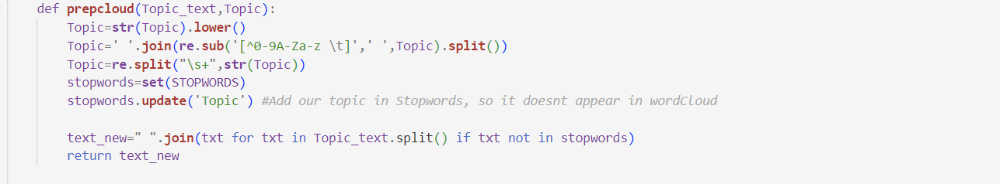 def prepcloud(Topic_text,Topic):
Topic=str(Topic).lower()
Topic=' '.join(re.sub('[^0-9A-Za-z \t]',' ',Topic).split())
Topic=re.split("\s+",str(Topic))
stopwords=set(STOPWORDS)
stopwords.update('Topic') #Add our topic in Stopwords, so it doesnt appear in wordCloud
text_new=" ".join(txt for txt in Topic_text.split() if txt not in stopwords)
return text_new